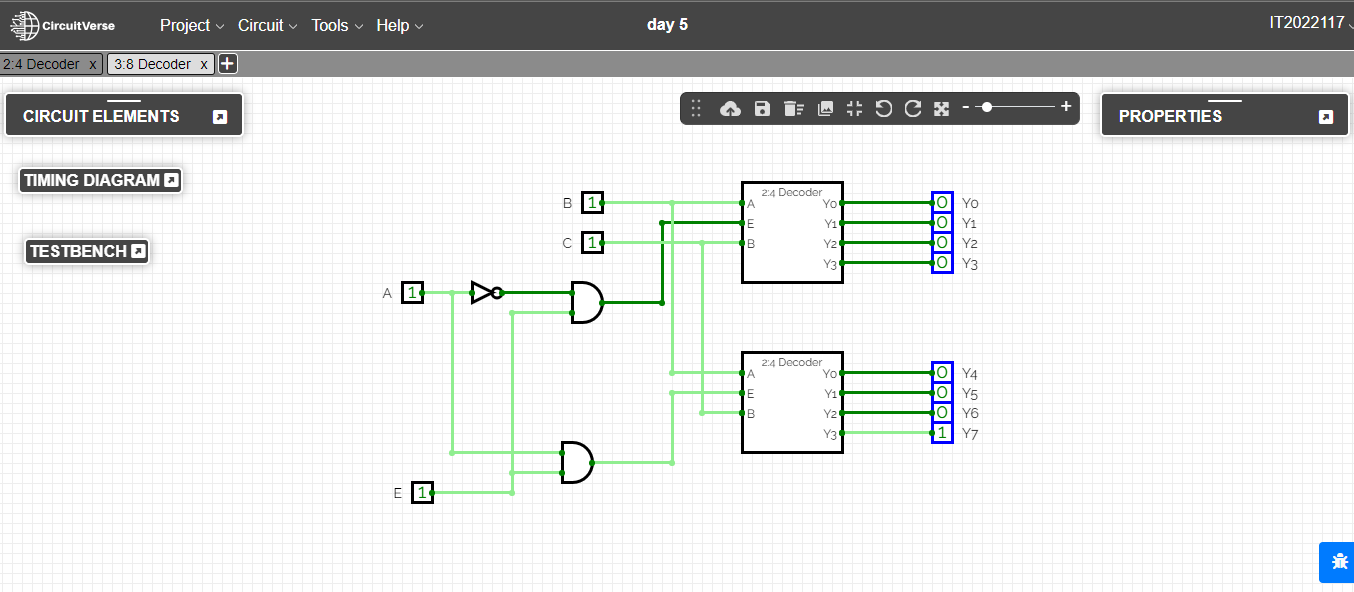 CircuitVerse Project Circuit Tools Help day 5 IT2022117
2:4 Decoder x 3:8 Decoder x +
CIRCUIT ELEMENTS
- +
PROPERTIES
TIMING DIAGRAM
TESTBENCH
B 1
C 1
A 1
E 1
2:4 Decoder
A Y0 0 Y0
E Y1 0 Y1
B Y2 0 Y2
Y3 0 Y3
2:4 Decoder
A Y0 0 Y4
E Y1 0 Y5
B Y2 0 Y6
Y3 1 Y7